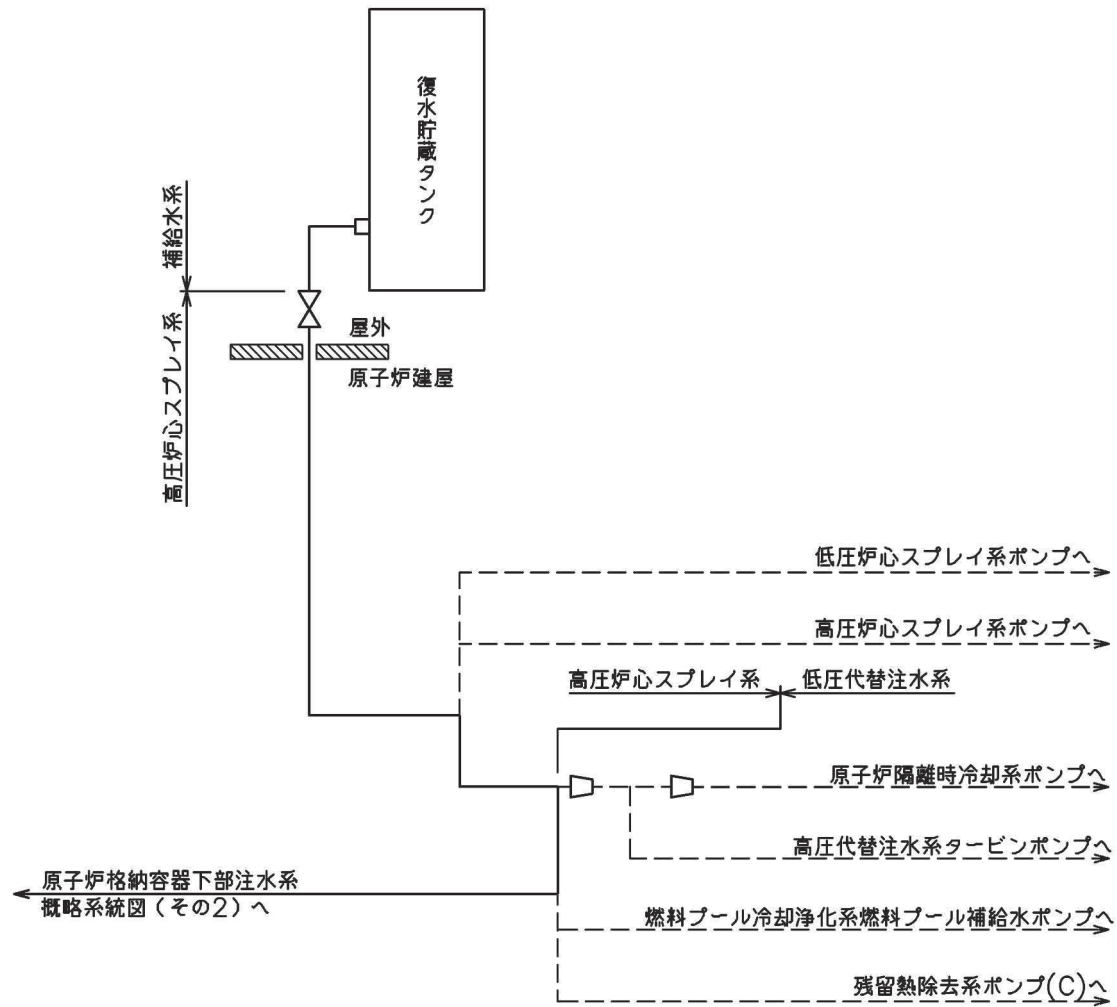 復水貯蔵タンク
補給水系
高圧炉心スプレイ系
屋外
原子炉建屋
低圧炉心スプレイ系ポンプへ
高圧炉心スプレイ系ポンプへ
高圧炉心スプレイ系
低圧代替注水系
原子炉隔離時冷却系ポンプへ
高圧代替注水系タービンポンプへ
原子炉格納容器下部注水系
概略系統図（その2）へ
燃料プール冷却浄化系燃料プール補給水ポンプへ
残留熱除去系ポンプ(C)へ